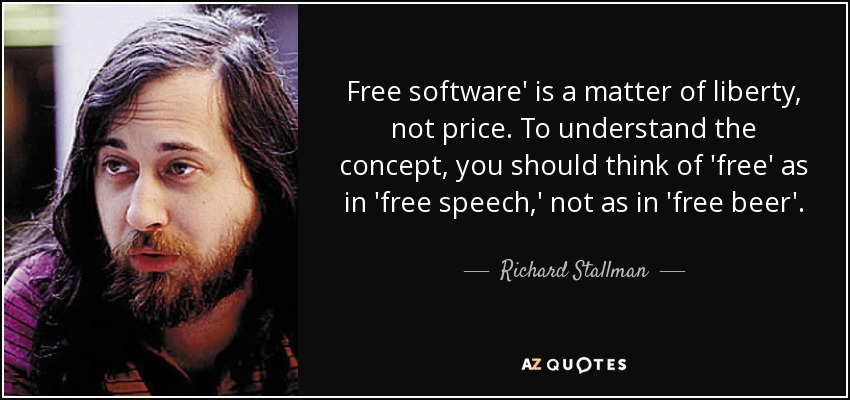 Free software' is a matter of liberty,
not price. To understand the
concept, you should think of 'free' as
in 'free speech,' not as in 'free beer'.
Richard Stallman
AZ QUOTES